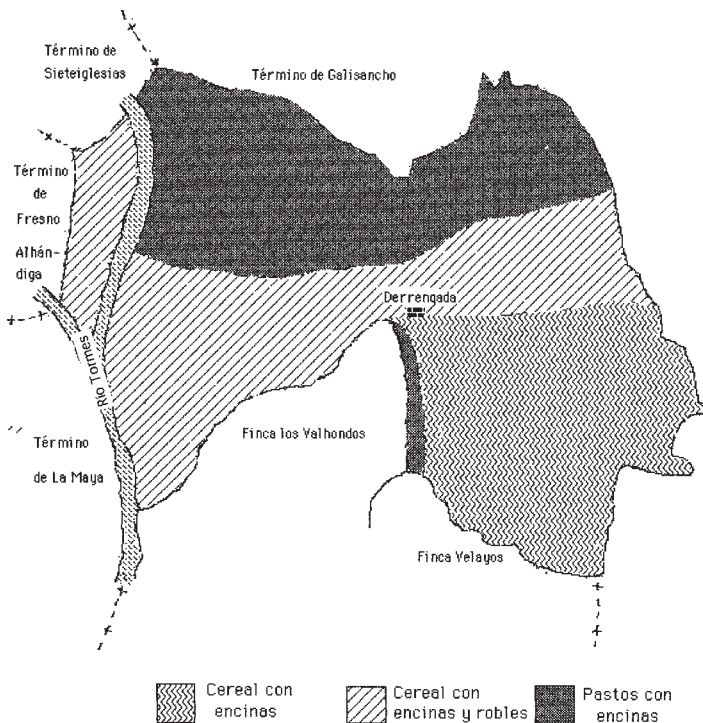 Término de
Sieteiglesias
Término de Galisancho
Término
de
Fresno
Alhán-
diga
Derrengada
Río Tormes
Término
de La Maya
Finca los Valhondos
Finca Velayos
Cereal con
encinas
Cereal con
encinas y robles
Pastos con
encinas